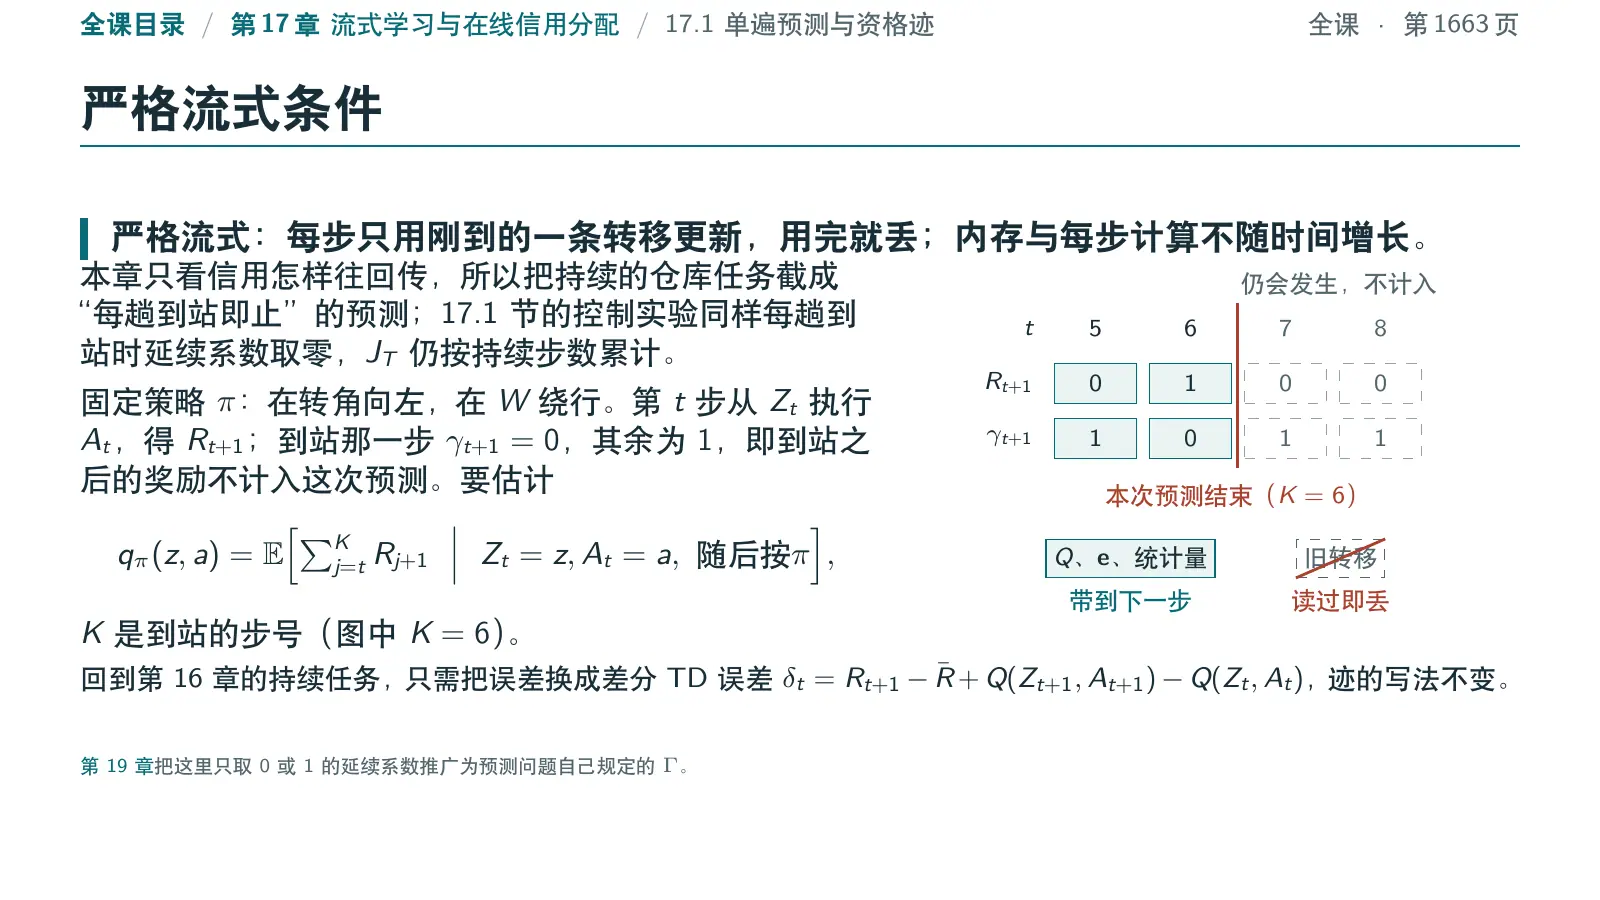 全课目录 / 第 17 章 流式学习与在线信用分配 / 17.1 单遍预测与资格迹
全课 · 第 1663 页
严格流式条件
严格流式：每步只用刚到的一条转移更新，用完就丢；内存与每步计算不随时间增长。
本章只看信用怎样往回传，所以把持续的仓库任务截成
“每趟到站即止” 的预测；17.1 节的控制实验同样每趟到
站时延续系数取零，J_T 仍按持续步数累计。
固定策略 π：在转角向左，在 W 绕行。第 t 步从 Z_t 执行
A_t，得 R_{t+1}；到站那一步 γ_{t+1} = 0，其余为 1，即到站之
后的奖励不计入这次预测。要估计
q_π(z, a) = 𝔼[∑_{j=t}^{K} R_{j+1} | Z_t = z, A_t = a, 随后按π],
K 是到站的步号（图中 K = 6）。
仍会发生，不计入
t 5 6 7 8
R_{t+1} 0 1 0 0
γ_{t+1} 1 0 1 1
本次预测结束（K = 6）
Q、e、统计量 旧转移
带到下一步 读过即丢
回到第 16 章的持续任务，只需把误差换成差分 TD 误差 δ_t = R_{t+1} − R̄ + Q(Z_{t+1}, A_{t+1}) − Q(Z_t, A_t)，迹的写法不变。
第 19 章把这里只取 0 或 1 的延续系数推广为预测问题自己规定的 Γ。